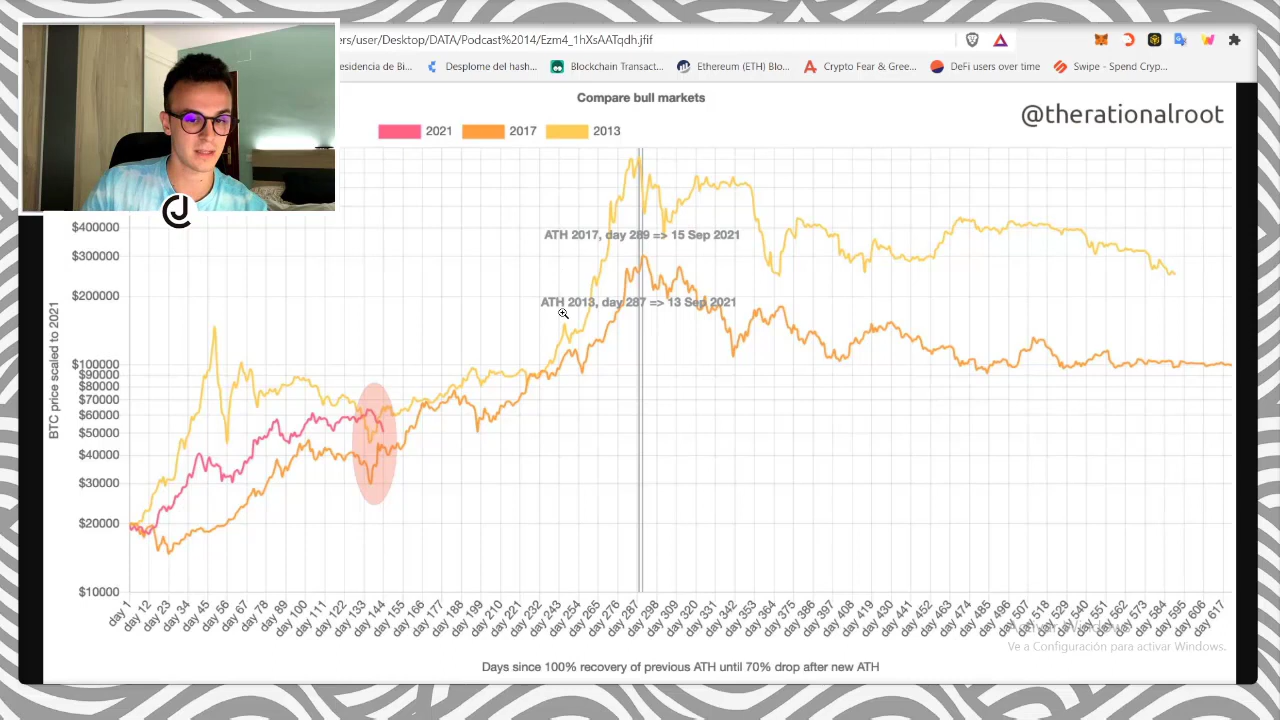 ers/user/Desktop/DATA/Podcast%2014/Ezm4_1hXsAATqdh.jfif
esidencia de Bi... Desplome del hash... Blockchain Transact... Ethereum (ETH) Blo... Crypto Fear & Gree... DeFi users over time Swipe - Spend Cryp...
Compare bull markets
@therationalroot
2021 2017 2013
$400000
ATH 2017, day 289 => 15 Sep 2021
$300000
$200000
ATH 2013, day 287 => 13 Sep 2021
BTC price scaled to 2021
$100000
$90000
$80000
$70000
$60000
$50000
$40000
$30000
$20000
$10000
day 1 day 12 day 23 day 34 day 45 day 56 day 67 day 78 day 89 day 100 day 111 day 122 day 133 day 144 day 155 day 166 day 177 day 188 day 199 day 210 day 221 day 232 day 243 day 254 day 265 day 276 day 287 day 298 day 309 day 320 day 331 day 342 day 353 day 364 day 375 day 386 day 397 day 408 day 419 day 430 day 441 day 452 day 463 day 474 day 485 day 496 day 507 day 518 day 529 day 540 day 551 day 562 day 573 day 584 day 595 day 606 day 617
Activar Windows
Ve a Configuración para activar Windows.
Days since 100% recovery of previous ATH until 70% drop after new ATH